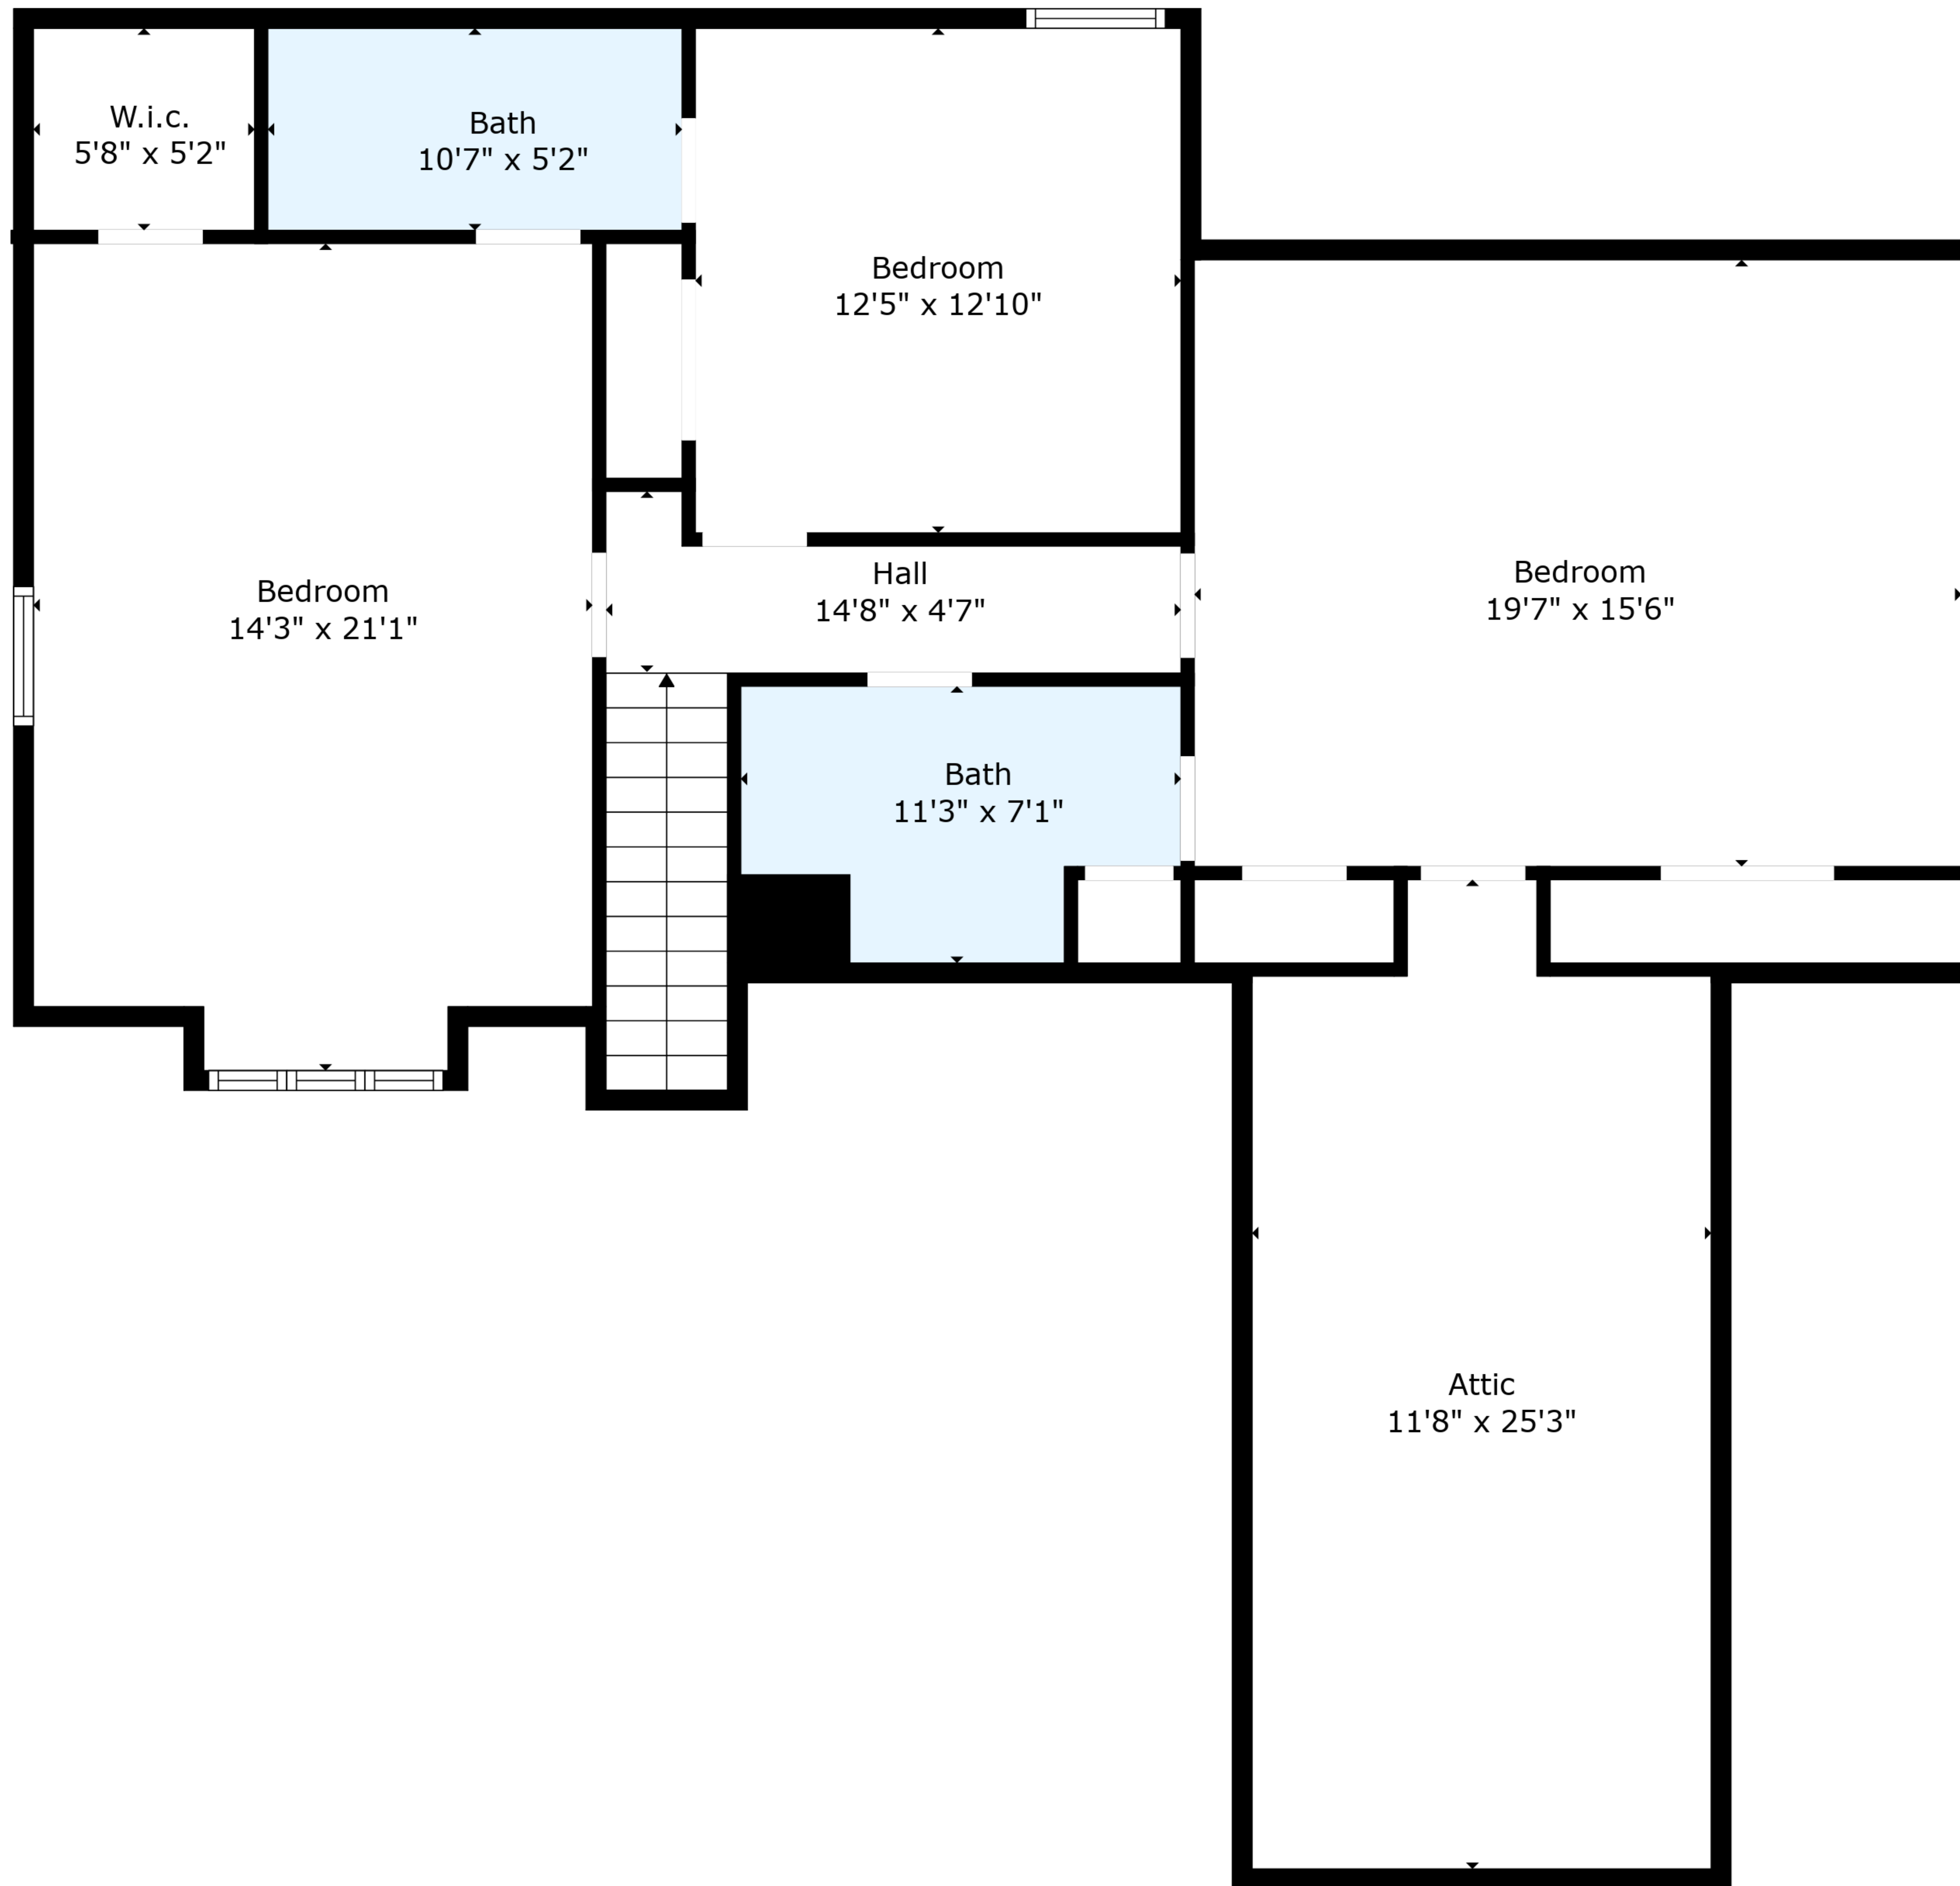 W.i.c.
5'8" x 5'2"
Bath
10'7" x 5'2"
Bedroom
12'5" x 12'10"
Bedroom
14'3" x 21'1"
Hall
14'8" x 4'7"
Bedroom
19'7" x 15'6"
Bath
11'3" x 7'1"
Attic
11'8" x 25'3"